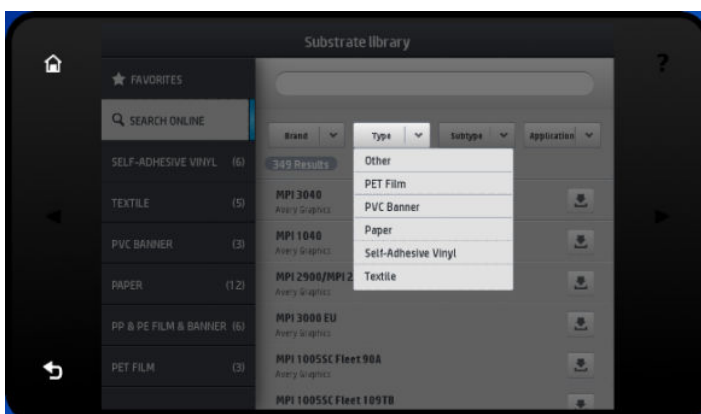 Substrate library
?
FAVORITES
SEARCH ONLINE
SELF-ADHESIVE VINYL (6)
TEXTILE (5)
PVC BANNER (3)
PAPER (12)
PP & PE FILM & BANNER (6)
PET FILM (3)
Brand
Type
Subtype
Application
349 Results
Other
PET Film
PVC Banner
Paper
Self-Adhesive Vinyl
Textile
MPI 3040
Avery Graphics
MPI 1040
Avery Graphics
MPI 2900/MPI 2
Avery Graphics
MPI 3000 EU
Avery Graphics
MPI 1005SC Fleet 90A
Avery Graphics
MPI 1005SC Fleet 109TB